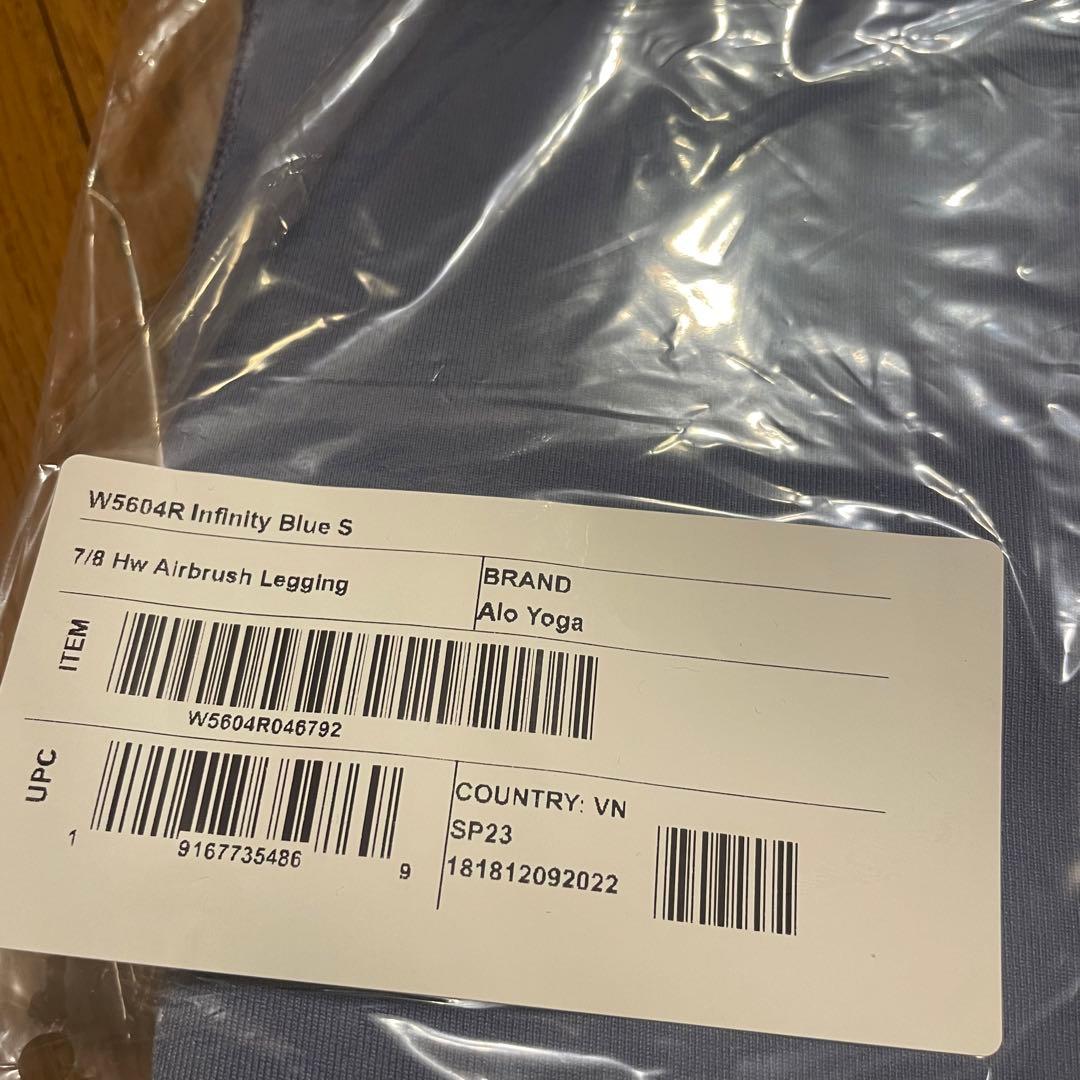 W5604R Infinity Blue S
7/8 Hw Airbrush Legging
BRAND
Alo Yoga
ITEM
W5604R046792
UPC
1 9167735486 9
COUNTRY: VN
SP23
181812092022